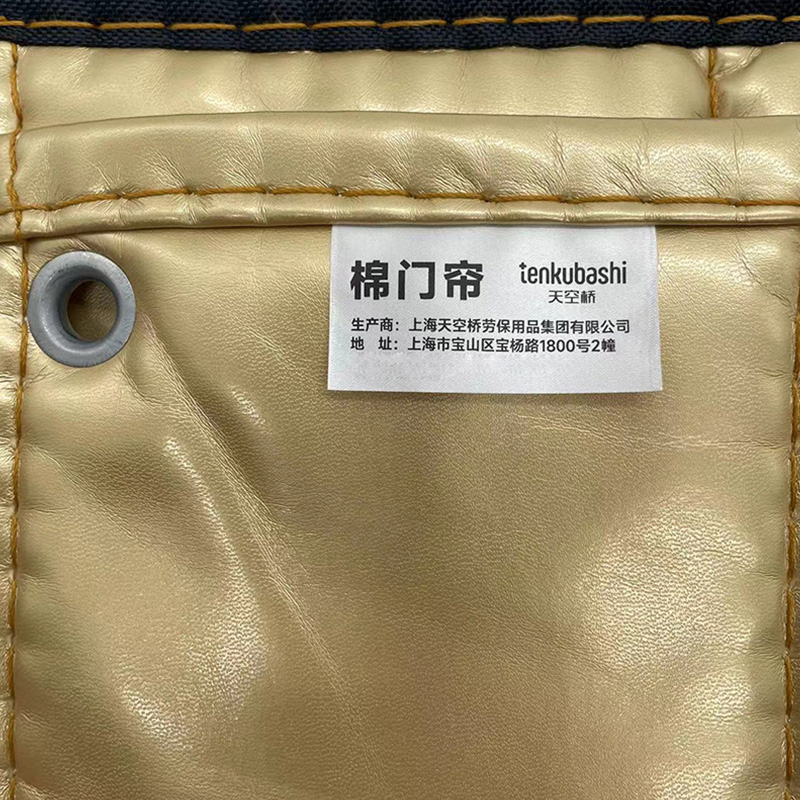 棉门帘
tenkubashi
天空桥
生产商：上海天空桥劳保用品集团有限公司
地 址：上海市宝山区宝杨路1800号2幢